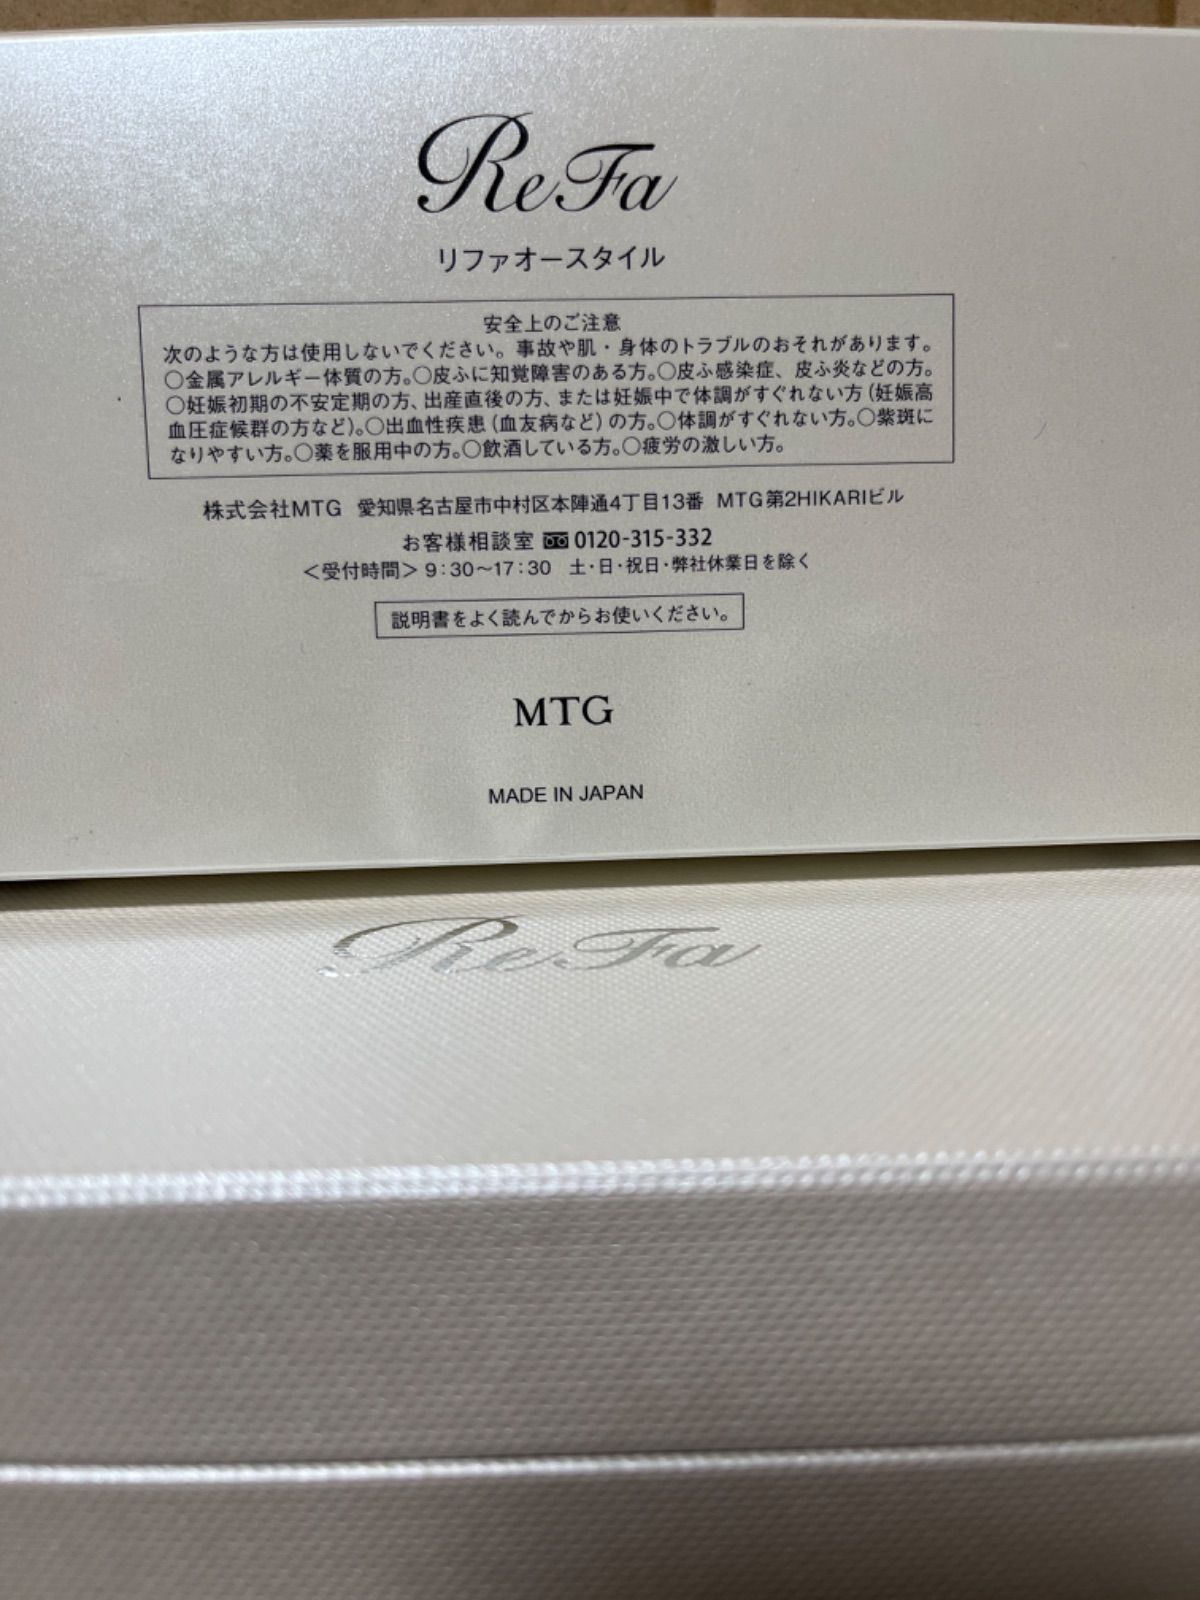 ReFa
リファオースタイル
安全上のご注意
次のような方は使用しないでください。事故や肌・身体のトラブルのおそれがあります。
○金属アレルギー体質の方。○皮ふに知覚障害のある方。○皮ふ感染症、皮ふ炎などの方。
○妊娠初期の不安定期の方、出産直後の方、または妊娠中で体調がすぐれない方(妊娠高
血圧症候群の方など)。○出血性疾患(血友病など)の方。○体調がすぐれない方。○紫斑に
なりやすい方。○薬を服用中の方。○飲酒している方。○疲労の激しい方。
株式会社MTG 愛知県名古屋市中村区本陣通4丁目13番 MTG第2HIKARIビル
お客様相談室 0120-315-332
＜受付時間＞9:30〜17:30 土・日・祝日・弊社休業日を除く
説明書をよく読んでからお使いください。
MTG
MADE IN JAPAN
ReFa